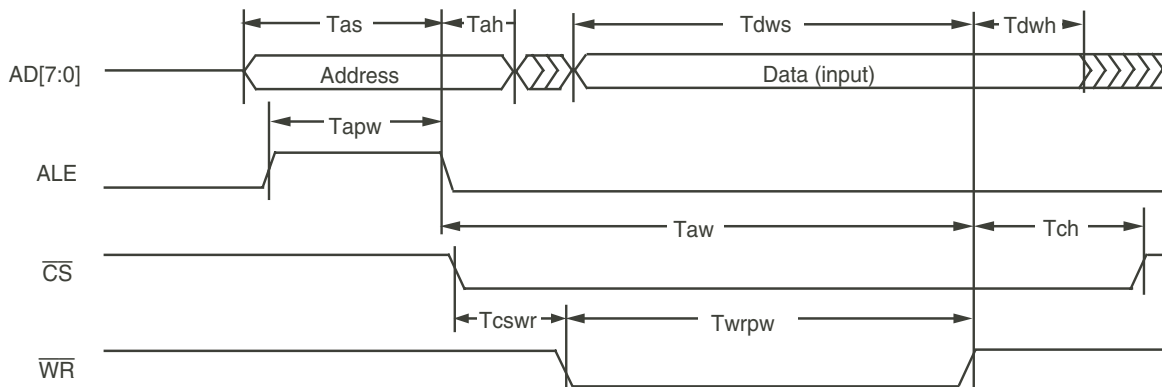 Tas Tah Tdws Tdwh
AD[7:0] Address Data (input)
Tapw
ALE
Taw Tch
CS
Tcswr Twrpw
WR